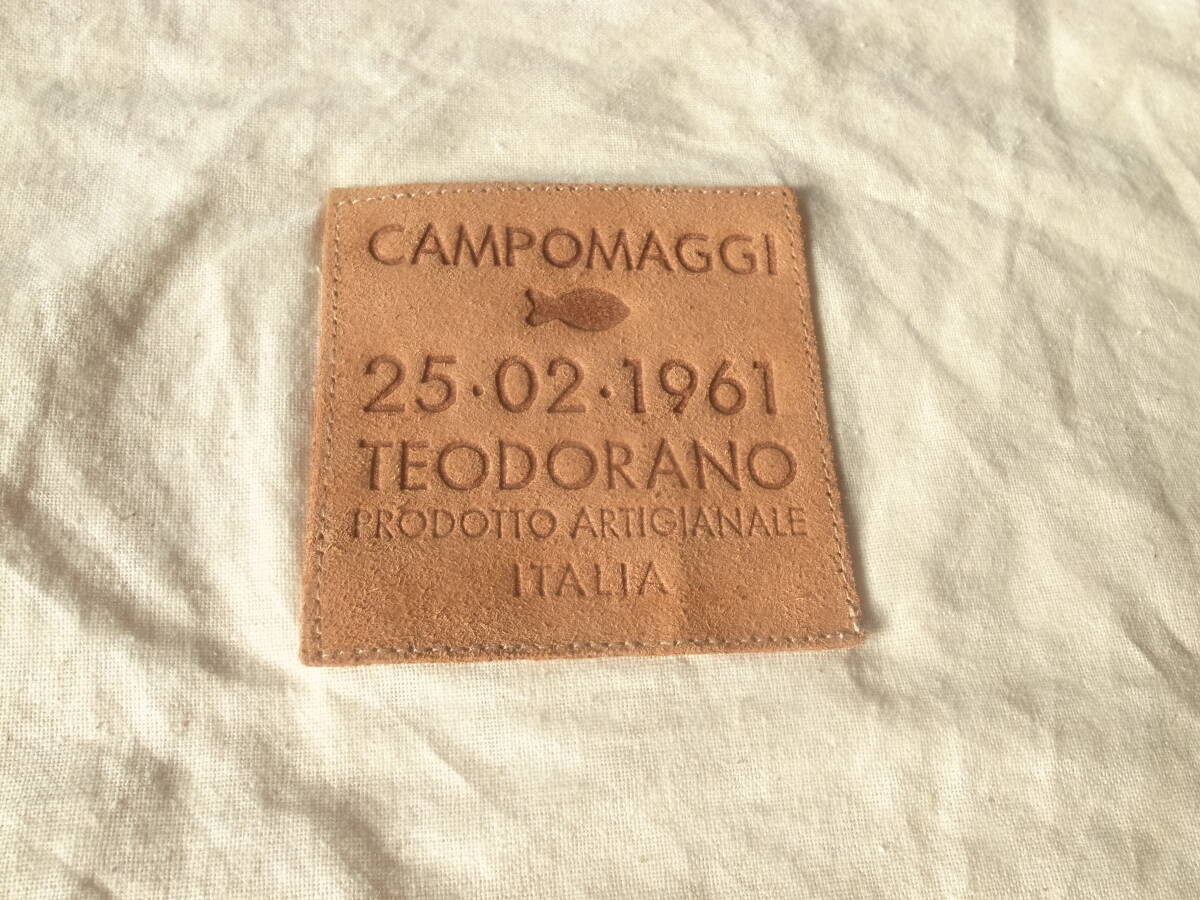 CAMPOMAGGI
25·02·1961
TEODORANO
PRODOTTO ARTIGIANALE
ITALIA